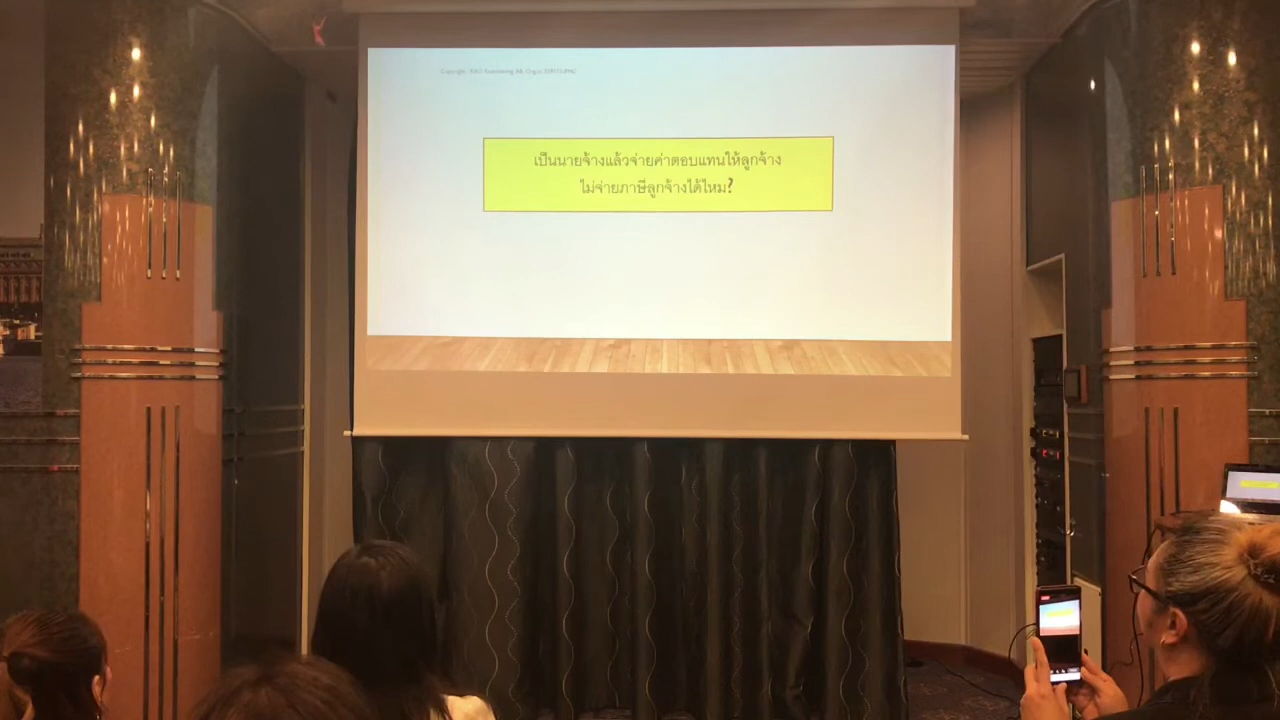 Copyright
เป็นนายจ้างแล้วจ่ายค่าตอบแทนให้ลูกจ้าง
ไม่จ่ายภาษีลูกจ้างได้ไหม?